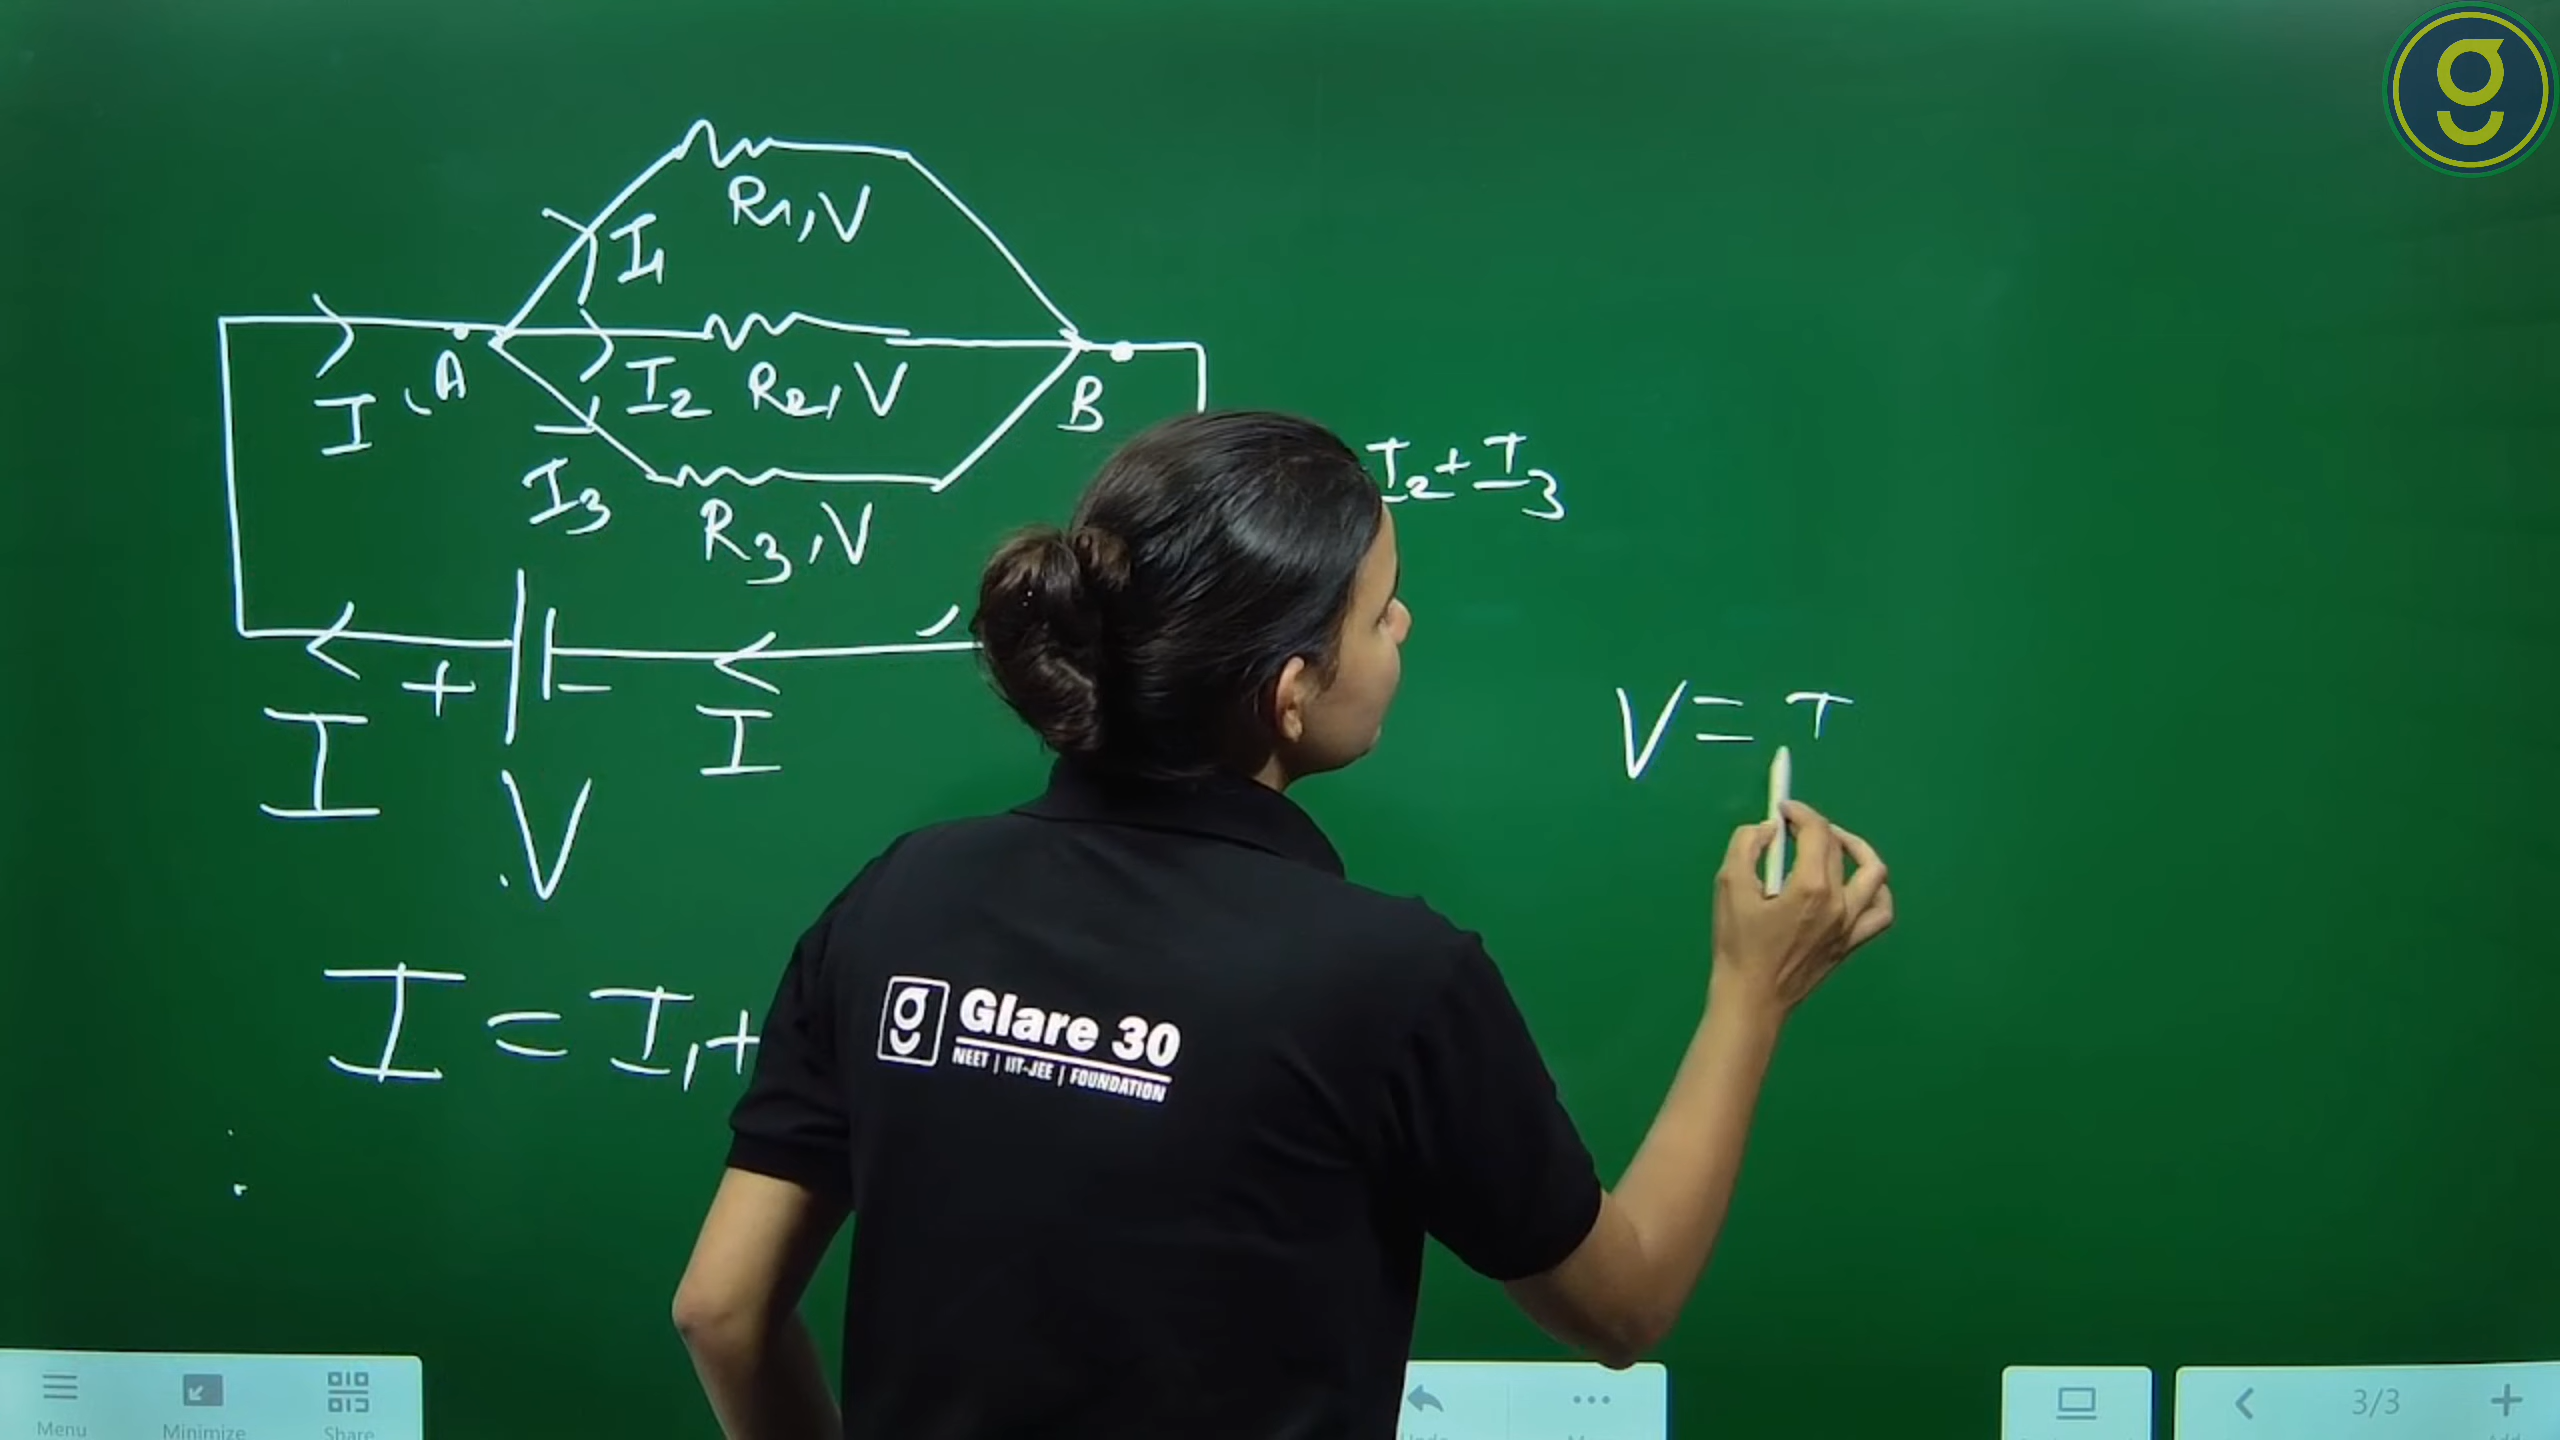 R1, V
I1
I
A
I2
R2, V
B
I2 + I3
I3
R3, V
+
-
I
I
V
V = I
I = I1 +
Glare 30
NEET | IIT-JEE | FOUNDATION
Menu
Minimize
Share
3/3